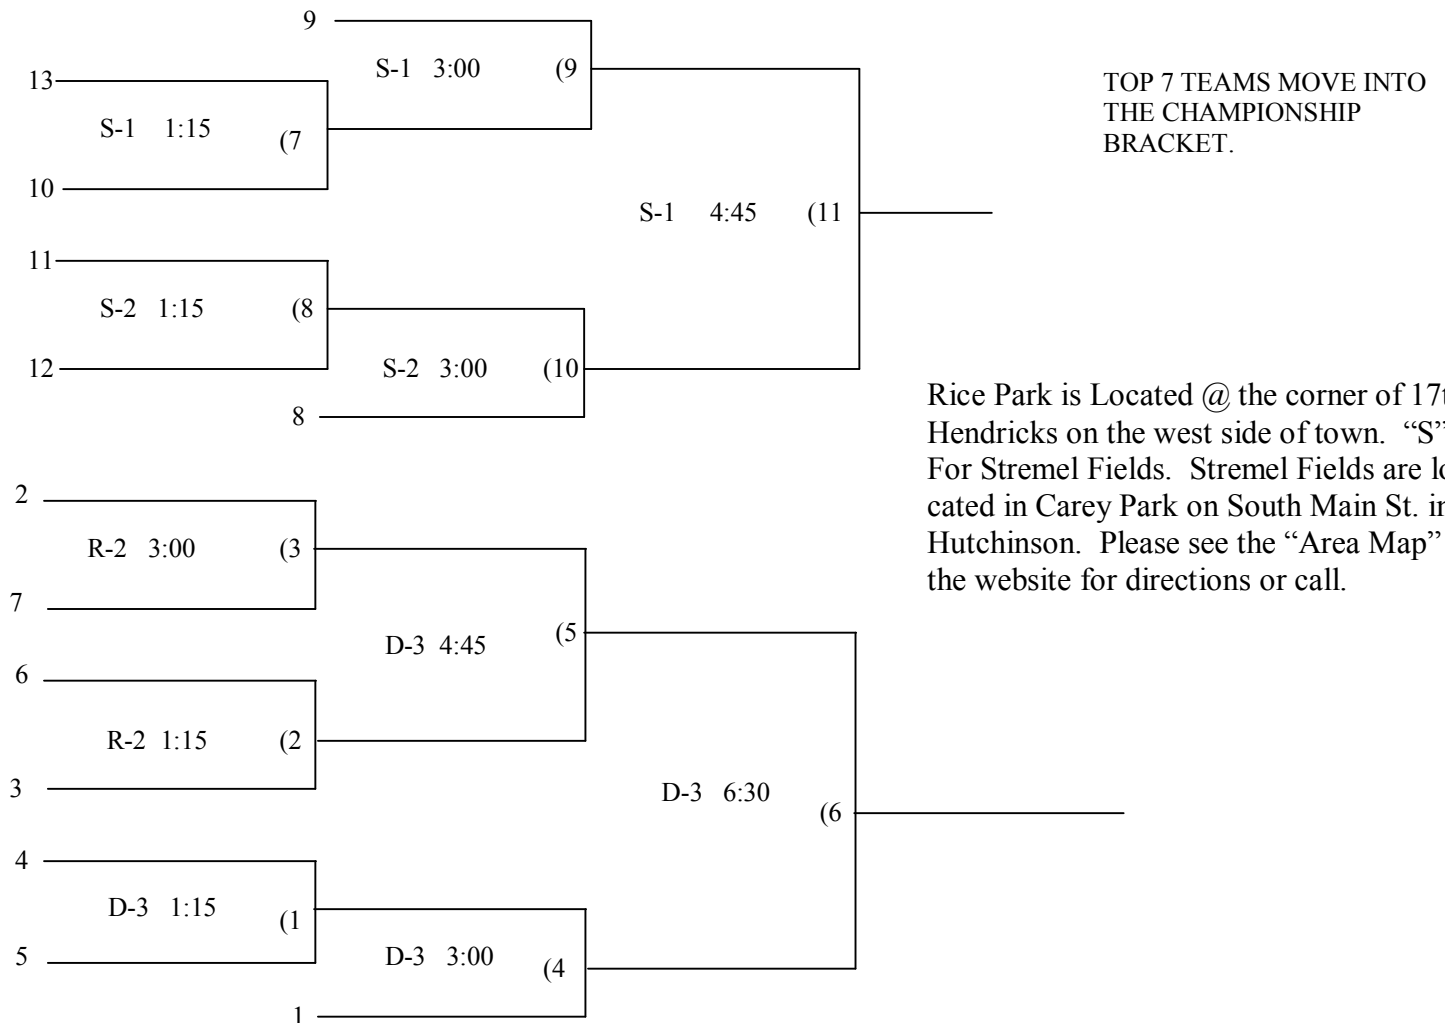 9
S-1 3:00 (9
13
S-1 1:15 (7
10
S-1 4:45 (11
11
S-2 1:15 (8
12
S-2 3:00 (10
8
TOP 7 TEAMS MOVE INTO
THE CHAMPIONSHIP
BRACKET.
Rice Park is Located @ the corner of 17t
Hendricks on the west side of town. “S”
For Stremel Fields. Stremel Fields are lo
cated in Carey Park on South Main St. in
Hutchinson. Please see the “Area Map”
the website for directions or call.
2
R-2 3:00 (3
7
D-3 4:45 (5
6
R-2 1:15 (2
3
D-3 6:30 (6
4
D-3 1:15 (1
5
D-3 3:00 (4
1